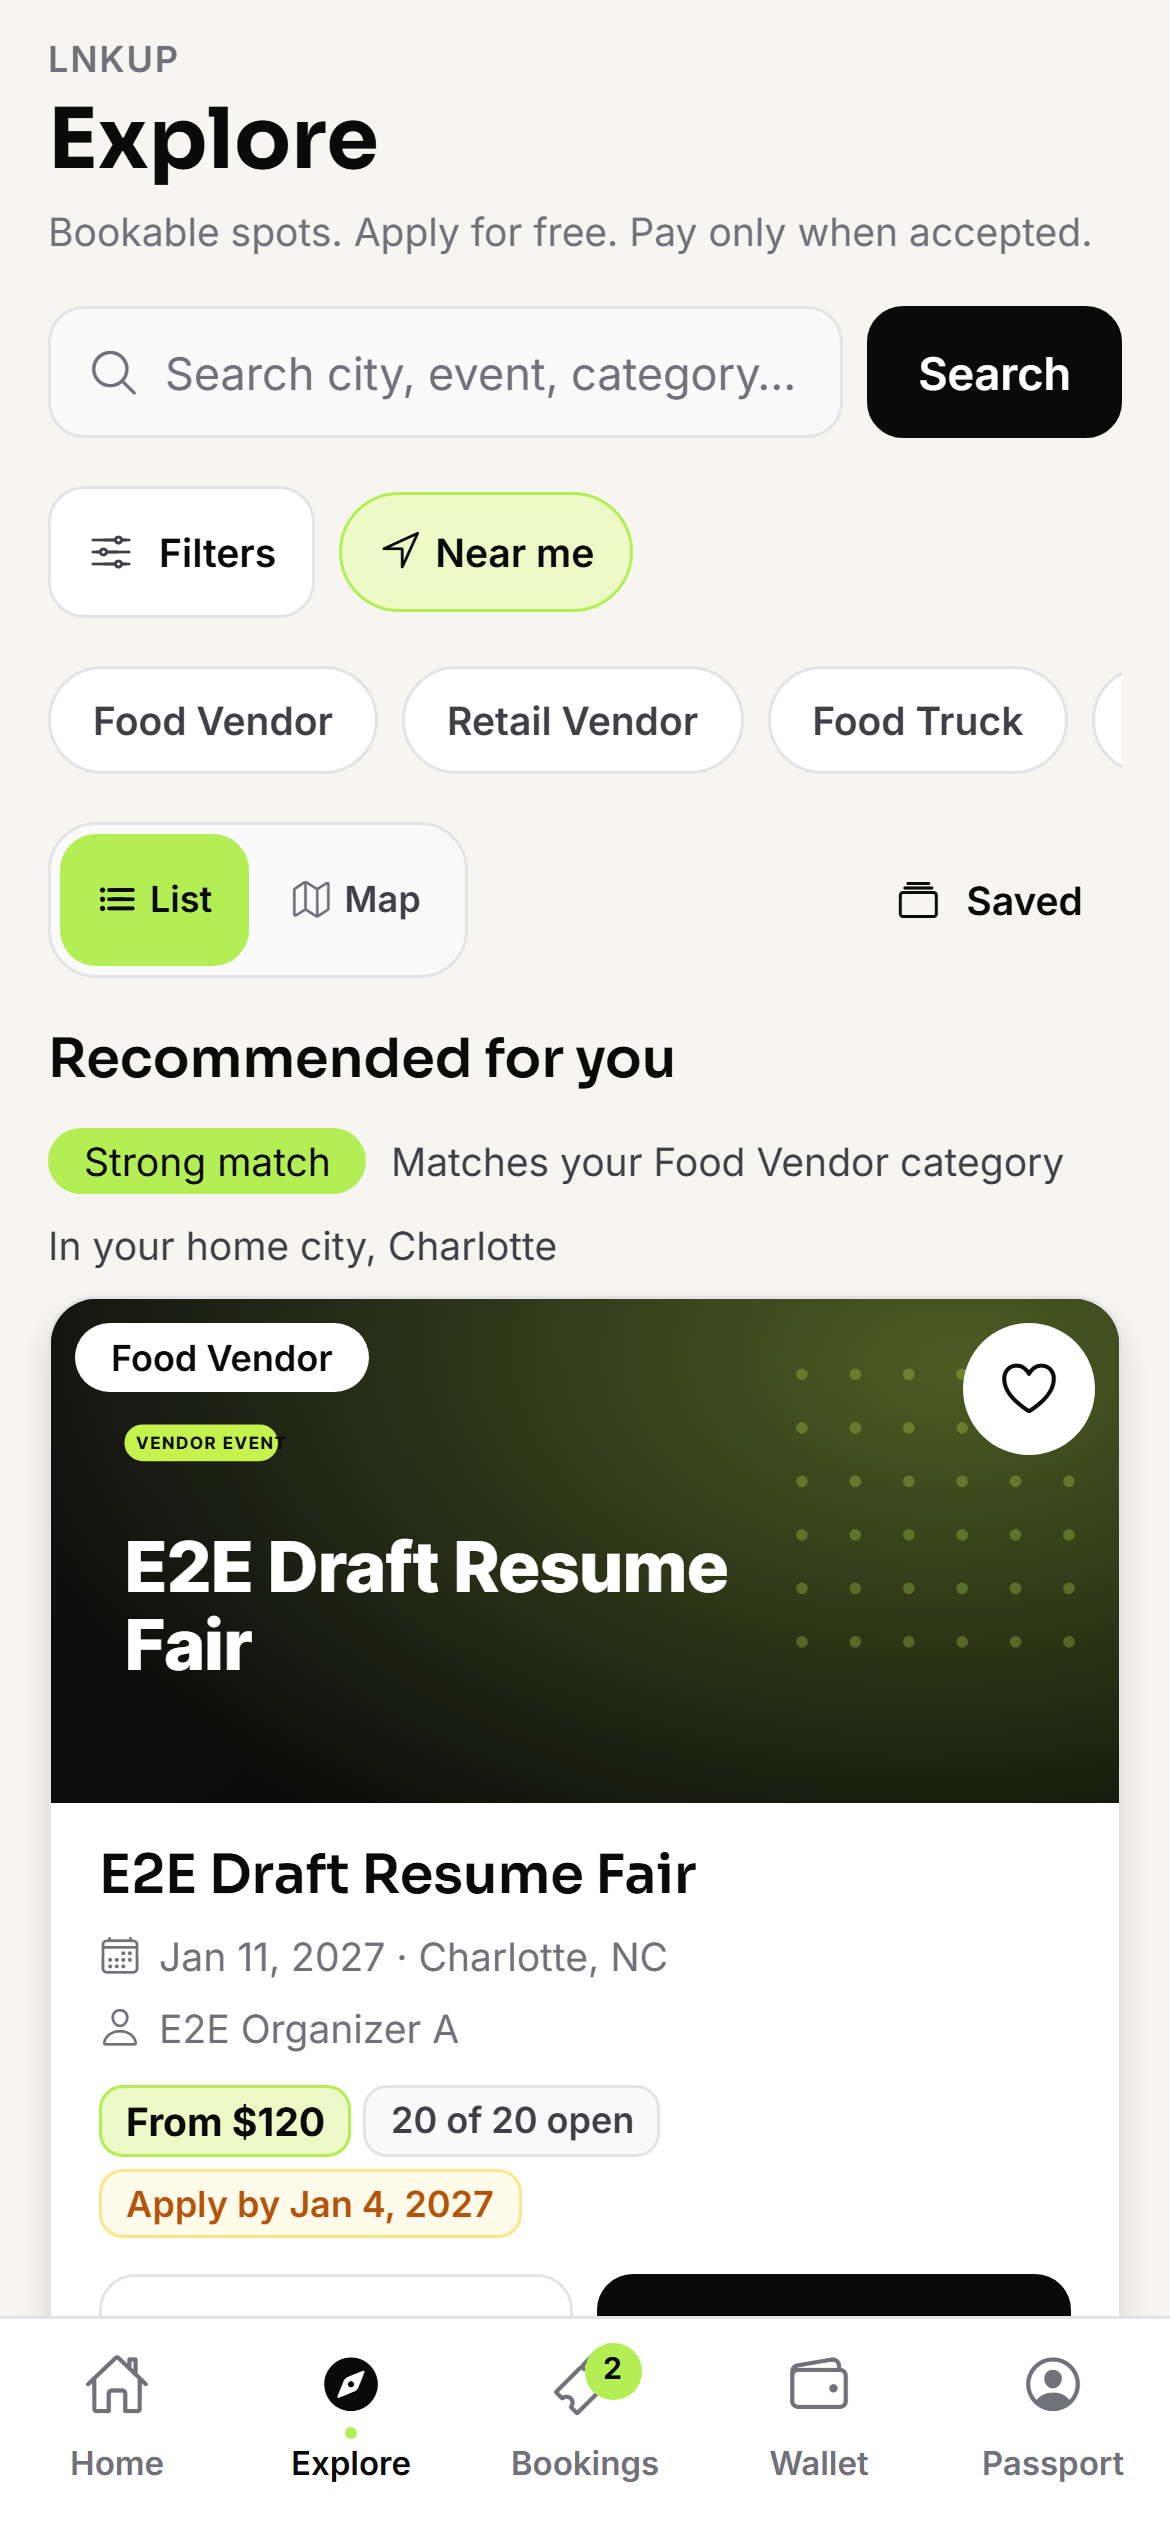 LNKUP
Explore
Bookable spots. Apply for free. Pay only when accepted.
Search city, event, category...
Search
Filters
Near me
Food Vendor
Retail Vendor
Food Truck
List
Map
Saved
Recommended for you
Strong match
Matches your Food Vendor category
In your home city, Charlotte
Food Vendor
VENDOR EVENT
E2E Draft Resume
Fair
E2E Draft Resume Fair
Jan 11, 2027 · Charlotte, NC
E2E Organizer A
From $120
20 of 20 open
Apply by Jan 4, 2027
2
Home
Explore
Bookings
Wallet
Passport